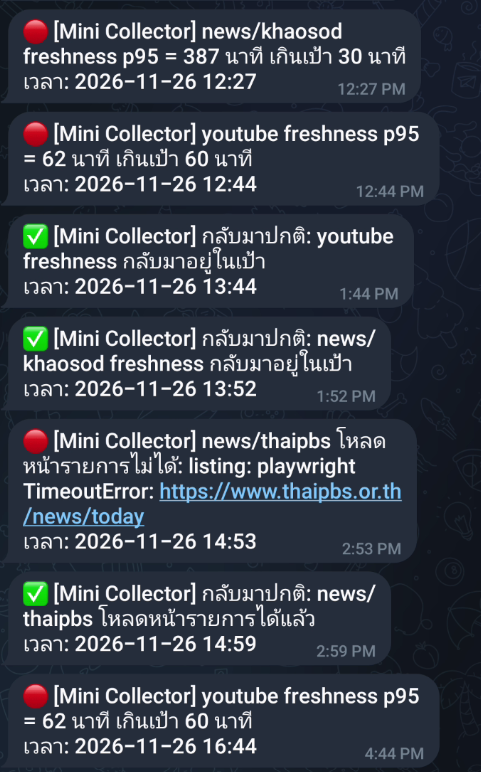 🔴 [Mini Collector] news/khaosod
freshness p95 = 387 นาที เกินเป้า 30 นาที
เวลา: 2026-11-26 12:27
12:27 PM
🔴 [Mini Collector] youtube freshness p95
= 62 นาที เกินเป้า 60 นาที
เวลา: 2026-11-26 12:44
12:44 PM
✅ [Mini Collector] กลับมาปกติ: youtube
freshness กลับมาอยู่ในเป้า
เวลา: 2026-11-26 13:44
1:44 PM
✅ [Mini Collector] กลับมาปกติ: news/
khaosod freshness กลับมาอยู่ในเป้า
เวลา: 2026-11-26 13:52
1:52 PM
🔴 [Mini Collector] news/thaipbs โหลด
หน้ารายการไม่ได้: listing: playwright
TimeoutError: https://www.thaipbs.or.th
/news/today
เวลา: 2026-11-26 14:53
2:53 PM
✅ [Mini Collector] กลับมาปกติ: news/
thaipbs โหลดหน้ารายการได้แล้ว
เวลา: 2026-11-26 14:59
2:59 PM
🔴 [Mini Collector] youtube freshness p95
= 62 นาที เกินเป้า 60 นาที
เวลา: 2026-11-26 16:44
4:44 PM